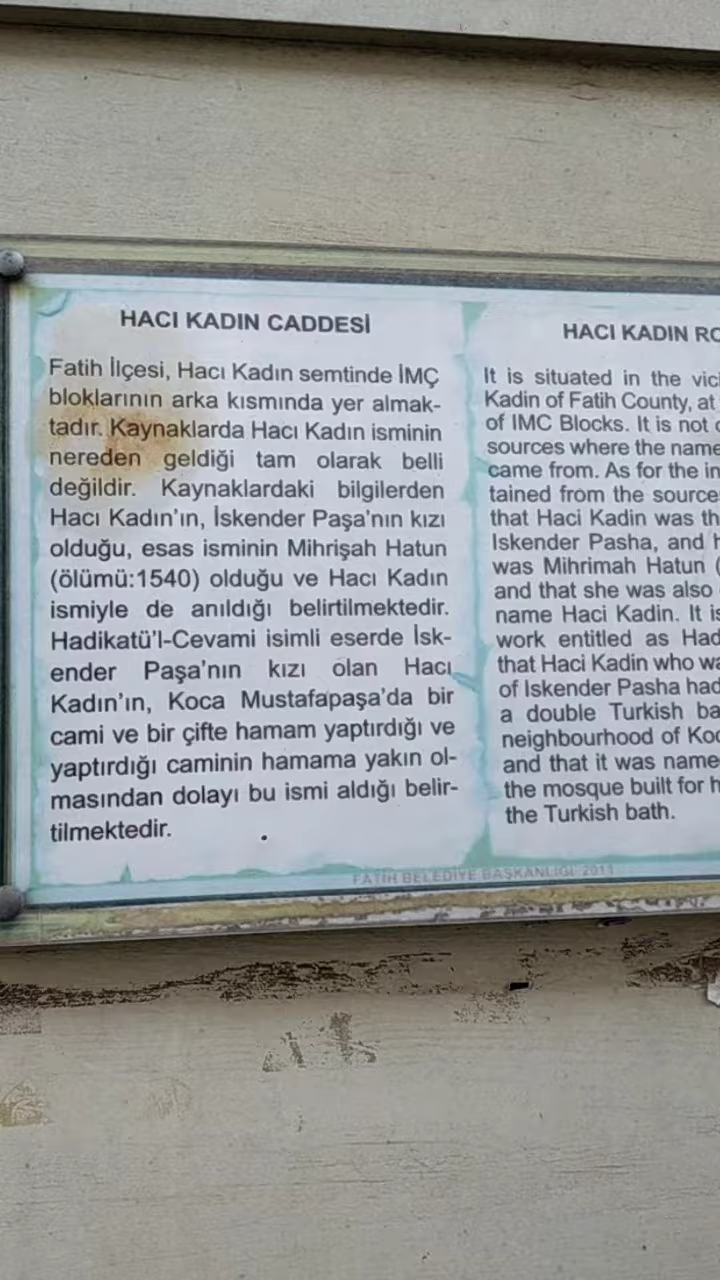 HACI KADIN CADDESİ
Fatih İlçesi, Hacı Kadın semtinde İMÇ
bloklarının arka kısmında yer almak-
tadır. Kaynaklarda Hacı Kadın isminin
nereden geldiği tam olarak belli
değildir. Kaynaklardaki bilgilerden
Hacı Kadın'ın, İskender Paşa'nın kızı
olduğu, esas isminin Mihrişah Hatun
(ölümü:1540) olduğu ve Hacı Kadın
ismiyle de anıldığı belirtilmektedir.
Hadikatü'l-Cevami isimli eserde İsk-
ender Paşa'nın kızı olan Hacı
Kadın'ın, Koca Mustafapaşa'da bir
cami ve bir çifte hamam yaptırdığı ve
yaptırdığı caminin hamama yakın ol-
masından dolayı bu ismi aldığı belir-
tilmektedir.
HACI KADIN
It is situated in the
Kadin of Fatih County, at
of IMC Blocks. It is not
sources where the name
came from. As for the
tained from the
that Haci Kadin was
Iskender Pasha, and
was Mihrimah Hatun (
and that she was also
name Haci Kadin. It
work entitled as
that Haci Kadin who
of Iskender Pasha had
a double Turkish
neighbourhood of
and that it was
the mosque built for
the Turkish bath.
FATİH BELEDİYE BAŞKANLIĞI 2011